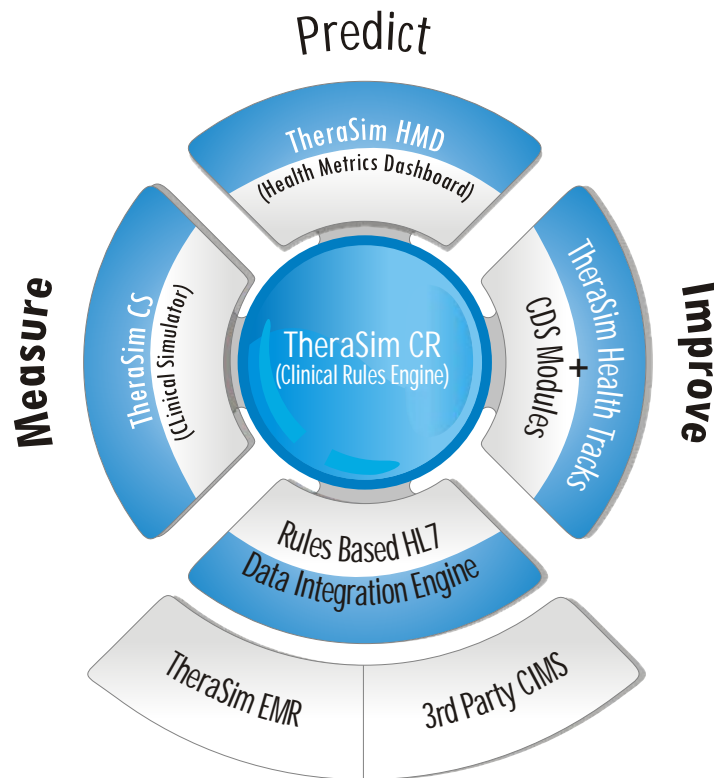 Predict
TheraSim HMD
(Health Metrics Dashboard)
Measure
TheraSim CS
(CLinical Simulator)
TheraSim CR
(Clinical Rules Engine)
CDS Modules
+
TheraSim Health Tracks
Improve
Rules Based HL7
Data Integration Engine
TheraSim EMR
3rd Party CIMS